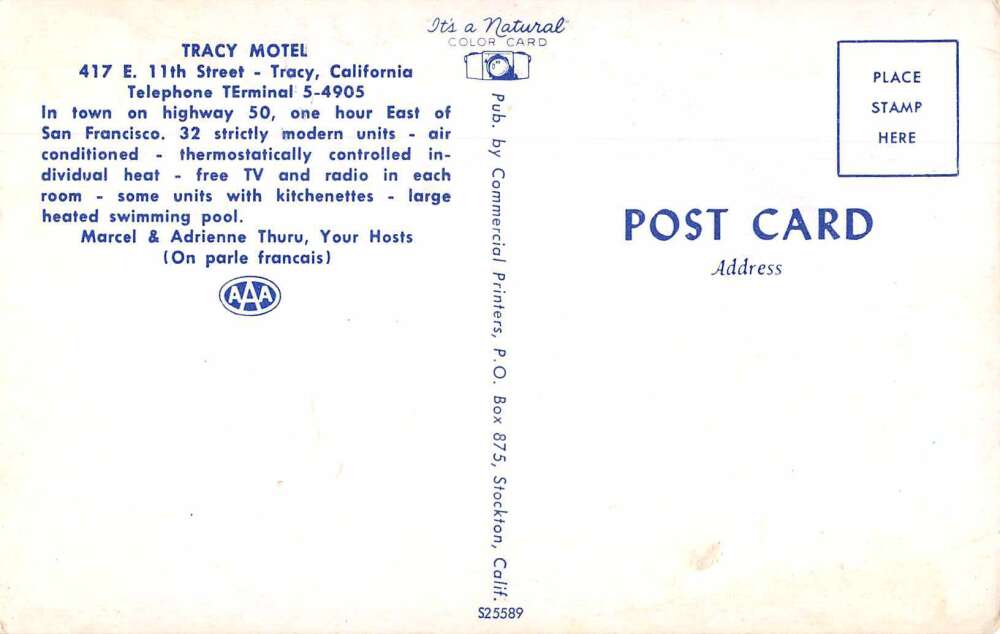 TRACY MOTEL
417 E. 11th Street - Tracy, California
Telephone TErminal 5-4905
In town on highway 50, one hour East of
San Francisco. 32 strictly modern units - air
conditioned - thermostatically controlled in-
dividual heat - free TV and radio in each
room - some units with kitchenettes - large
heated swimming pool.
Marcel & Adrienne Thuru, Your Hosts
(On parle francais)
AAA
It's a Natural
COLOR CARD
Pub. by Commercial Printers, P.O. Box 875, Stockton, Calif.
S25589
PLACE
STAMP
HERE
POST CARD
Address